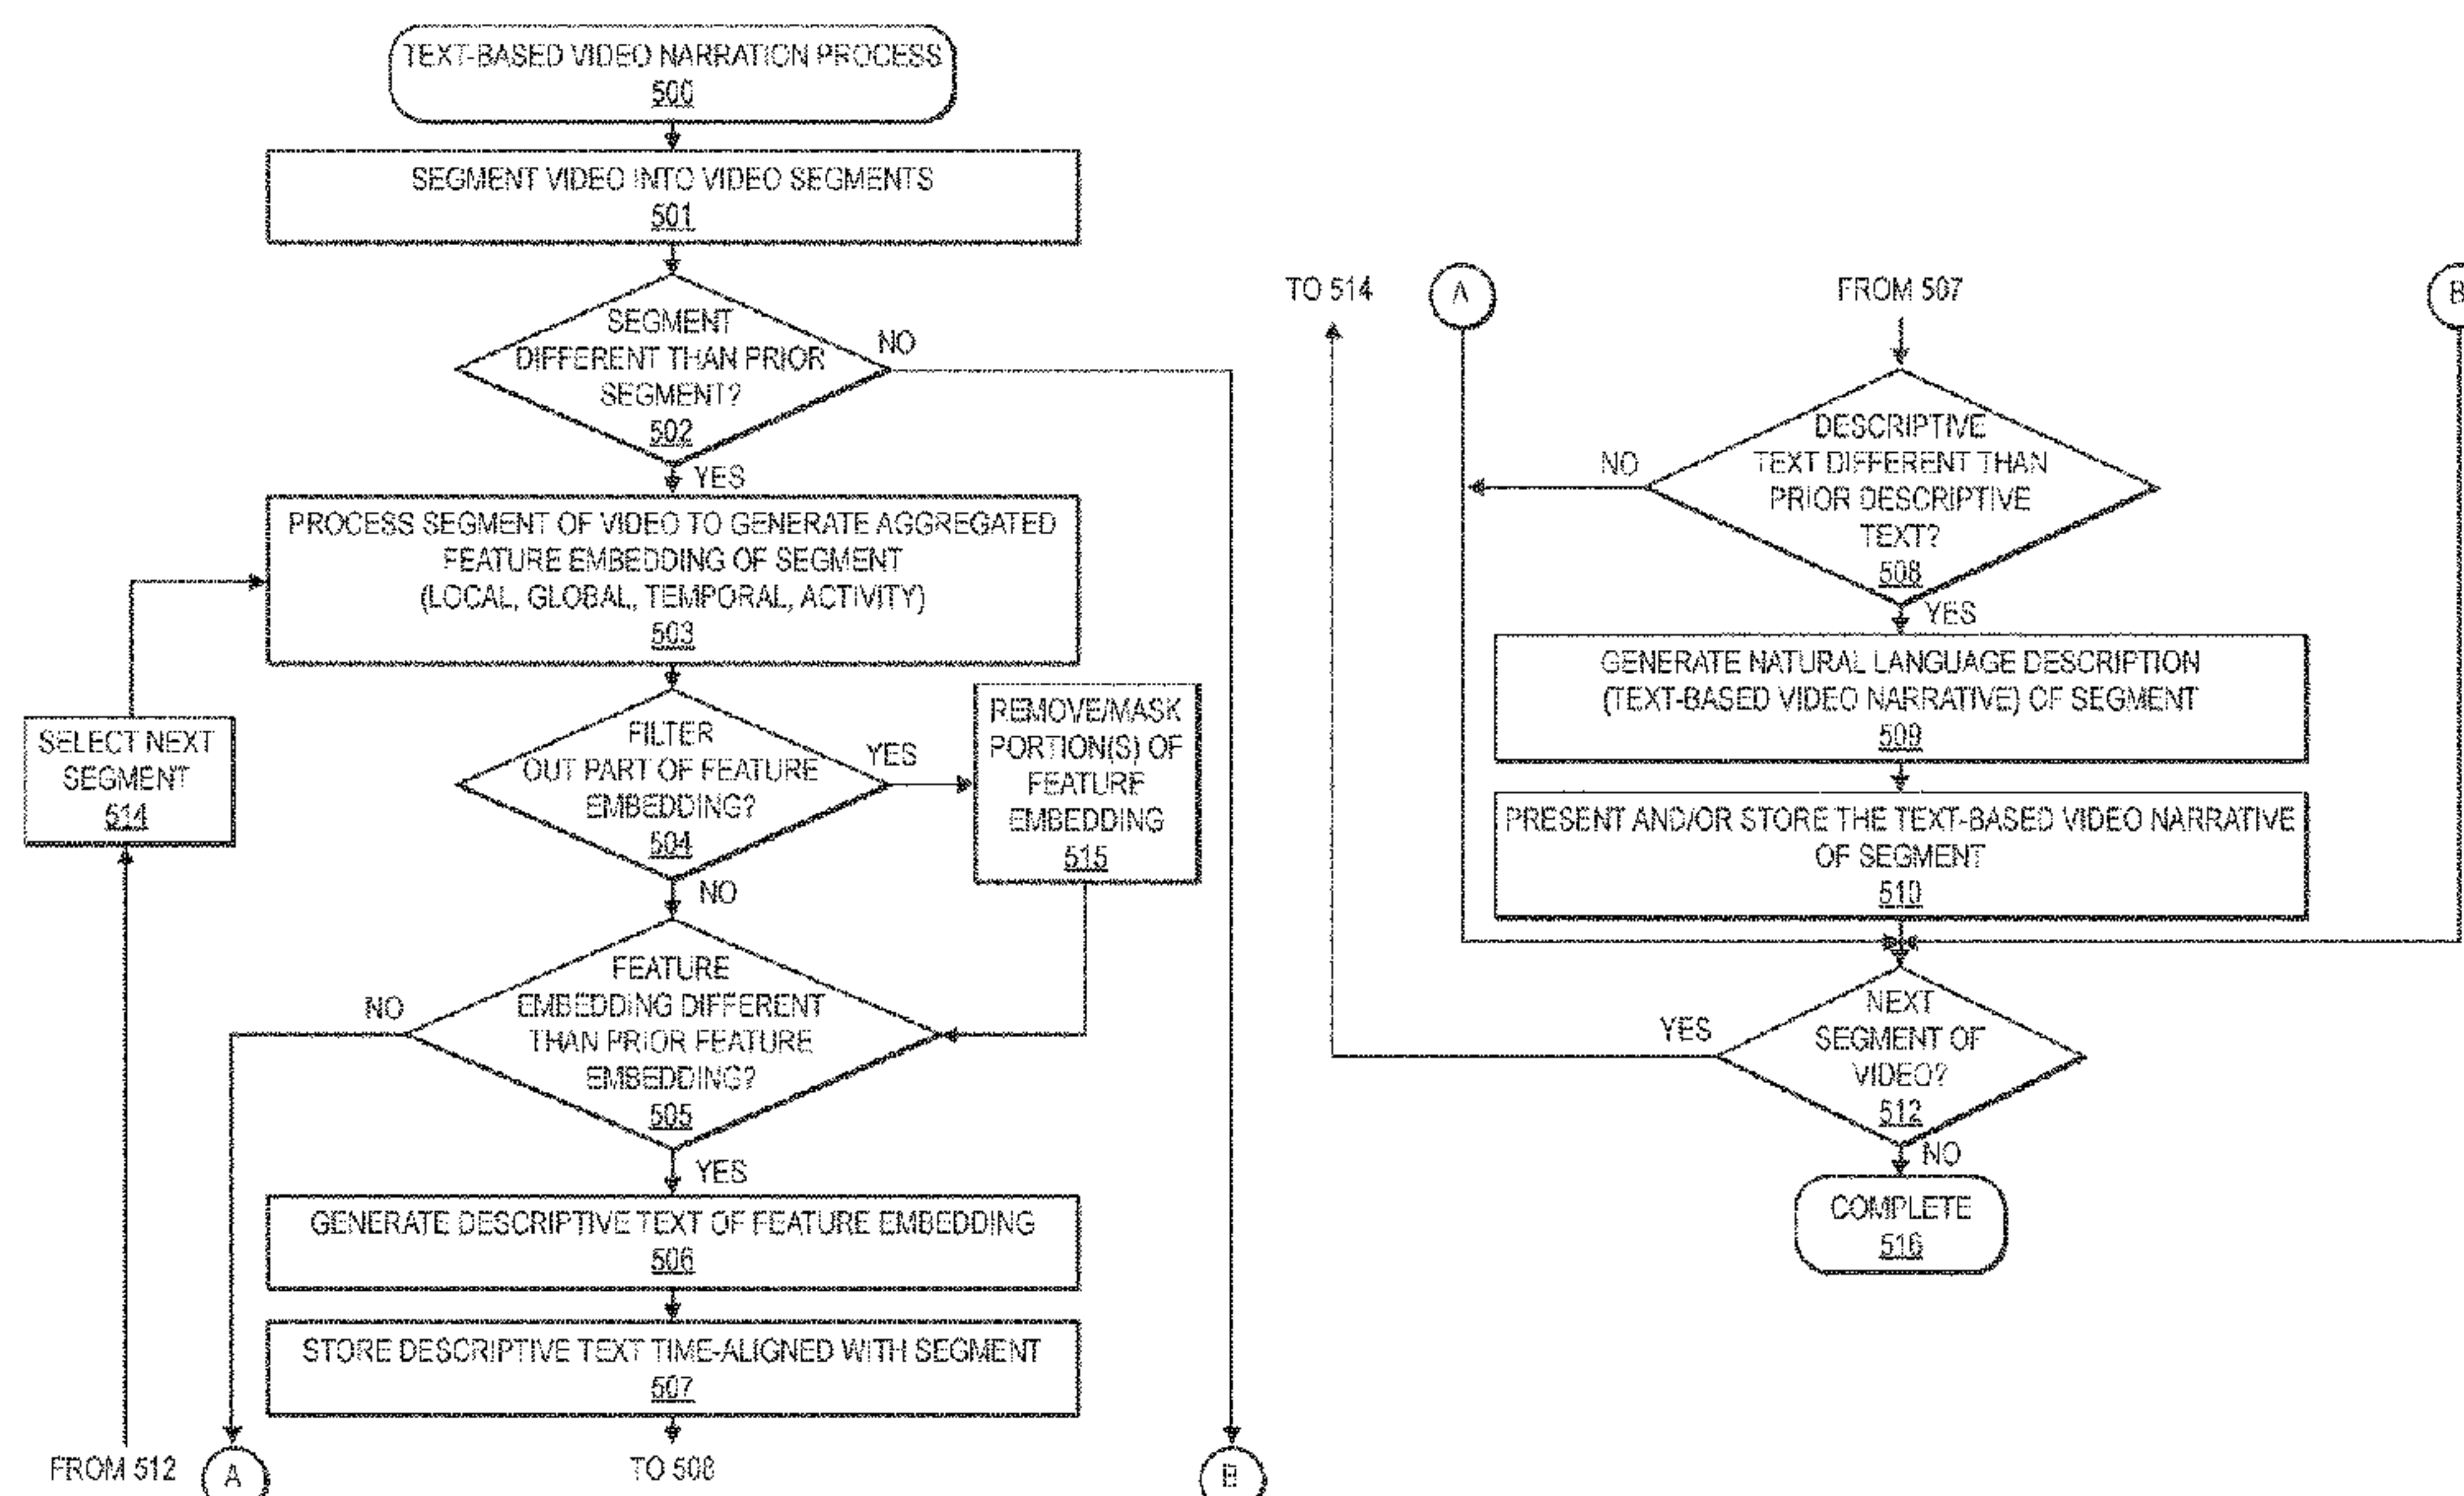 TEXT-BASED VIDEO NARRATION PROCESS
500
SEGMENT VIDEO INTO VIDEO SEGMENTS
501
SEGMENT
DIFFERENT THAN PRIOR
SEGMENT?
502
NO
YES
PROCESS SEGMENT OF VIDEO TO GENERATE AGGREGATED
FEATURE EMBEDDING OF SEGMENT
(LOCAL, GLOBAL, TEMPORAL, ACTIVITY)
503
SELECT NEXT
SEGMENT
514
FILTER
OUT PART OF FEATURE
EMBEDDING?
504
YES
NO
REMOVE/MASK
PORTION(S) OF
FEATURE
EMBEDDING
515
FEATURE
EMBEDDING DIFFERENT
THAN PRIOR FEATURE
EMBEDDING?
505
NO
YES
GENERATE DESCRIPTIVE TEXT OF FEATURE EMBEDDING
506
STORE DESCRIPTIVE TEXT TIME-ALIGNED WITH SEGMENT
507
FROM 512
A
TO 508
B
TO 514
A
FROM 507
B
DESCRIPTIVE
TEXT DIFFERENT THAN
PRIOR DESCRIPTIVE
TEXT?
508
NO
YES
GENERATE NATURAL LANGUAGE DESCRIPTION
(TEXT-BASED VIDEO NARRATIVE) OF SEGMENT
509
PRESENT AND/OR STORE THE TEXT-BASED VIDEO NARRATIVE
OF SEGMENT
510
NEXT
SEGMENT OF
VIDEO?
512
YES
NO
COMPLETE
516